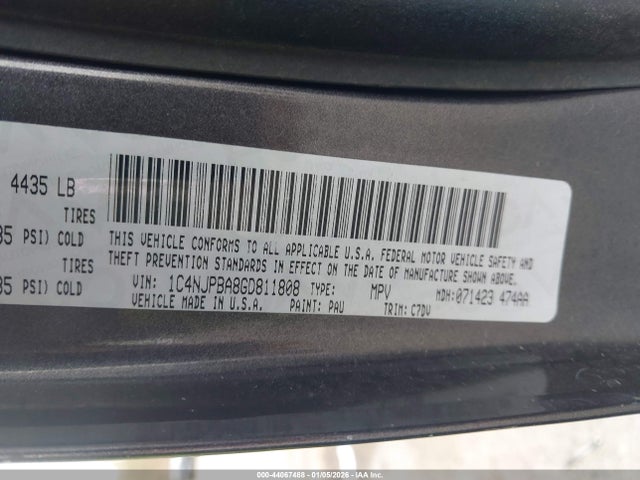 4435 LB
TIRES
35 PSI) COLD
TIRES
35 PSI) COLD
THIS VEHICLE CONFORMS TO ALL APPLICABLE U.S.A. FEDERAL MOTOR VEHICLE SAFETY AND
THEFT PREVENTION STANDARDS IN EFFECT ON THE DATE OF MANUFACTURE SHOWN ABOVE.
VIN: 1C4NJPBA8GD811808 TYPE: MPV MDH:071423 474AA
VEHICLE MADE IN U.S.A. PAINT: PAU TRIM: C7DV
000-44667468 - 01/05/2026 - IAA Inc.